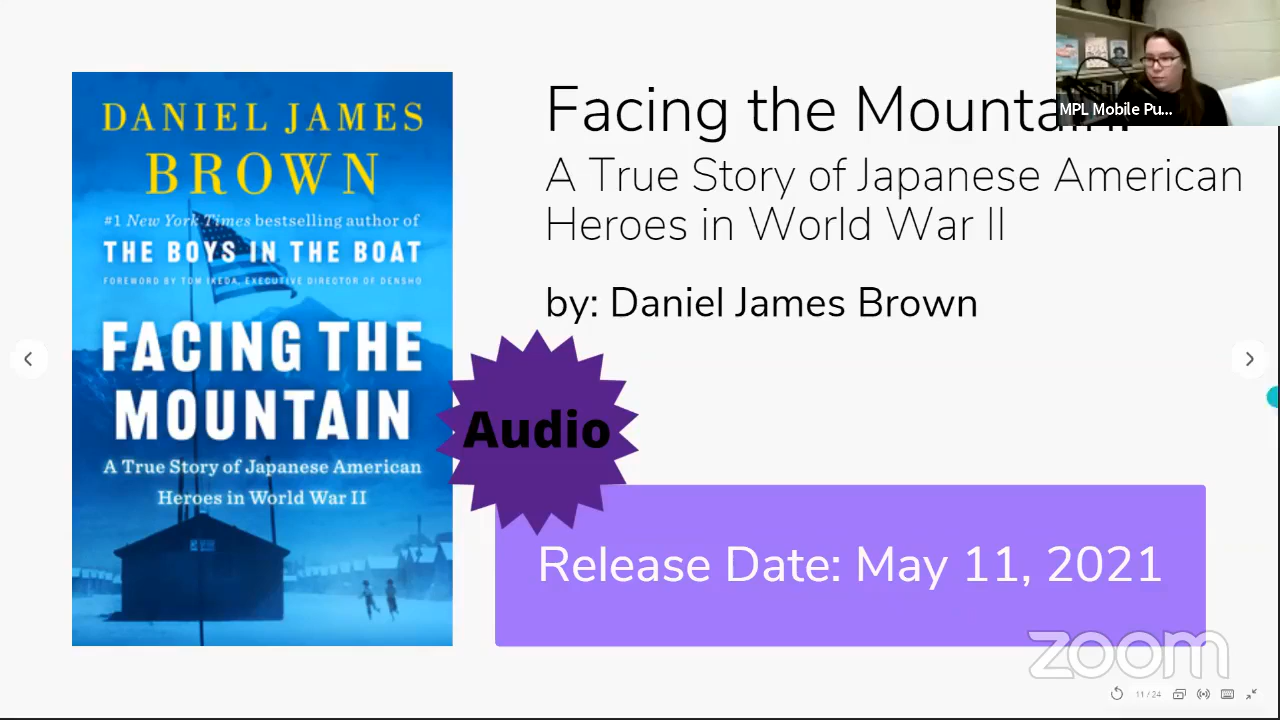 DANIEL JAMES
BROWN
#1 New York Times bestselling author of
THE BOYS IN THE BOAT
FOREWORD BY TOM IKEDA, EXECUTIVE DIRECTOR OF DENSHO
FACING THE
MOUNTAIN
A True Story of Japanese American
Heroes in World War II
Facing the Mountain:
A True Story of Japanese American
Heroes in World War II
by: Daniel James Brown
Audio
Release Date: May 11, 2021
MPL Mobile Pu...
zoom
11 / 24